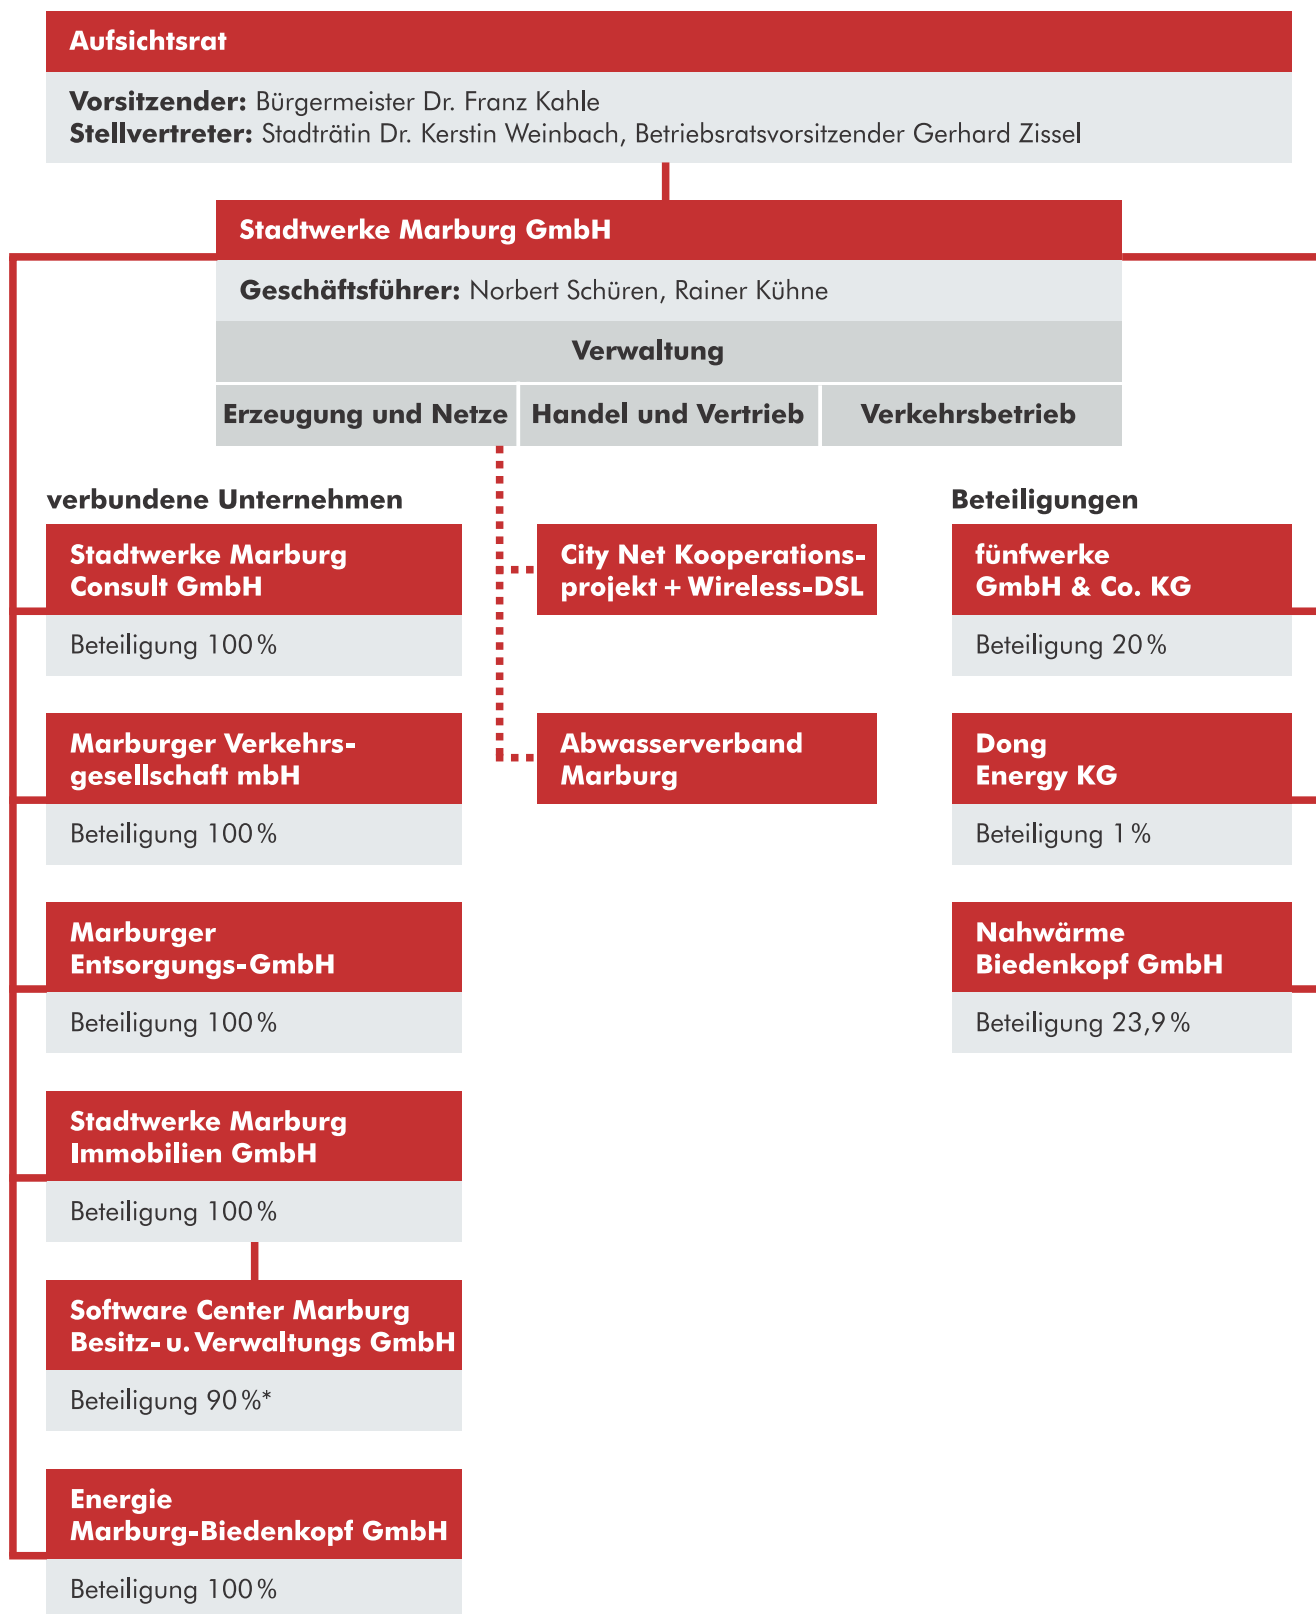 Aufsichtsrat
Vorsitzender: Bürgermeister Dr. Franz Kahle
Stellvertreter: Stadträtin Dr. Kerstin Weinbach, Betriebsratsvorsitzender Gerhard Zissel
Stadtwerke Marburg GmbH
Geschäftsführer: Norbert Schüren, Rainer Kühne
Verwaltung
Erzeugung und Netze
Handel und Vertrieb
Verkehrsbetrieb
verbundene Unternehmen
Stadtwerke Marburg
Consult GmbH
Beteiligung 100 %
Marburger Verkehrs-
gesellschaft mbH
Beteiligung 100 %
Marburger
Entsorgungs-GmbH
Beteiligung 100 %
Stadtwerke Marburg
Immobilien GmbH
Beteiligung 100 %
Software Center Marburg
Besitz- u. Verwaltungs GmbH
Beteiligung 90 %*
Energie
Marburg-Biedenkopf GmbH
Beteiligung 100 %
City Net Kooperations-
projekt + Wireless-DSL
Abwasserverband
Marburg
Beteiligungen
fünfwerke
GmbH & Co. KG
Beteiligung 20 %
Dong
Energy KG
Beteiligung 1 %
Nahwärme
Biedenkopf GmbH
Beteiligung 23,9 %